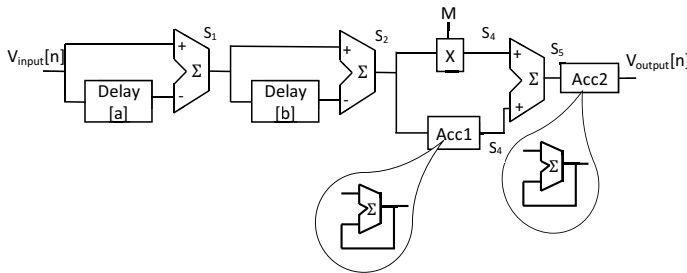 M
S1
S2
S4
S5
Vinput[n]
+
Σ
-
Delay
[a]
+
Σ
-
Delay
[b]
X
+
Σ
+
Acc1
S4
Acc2
Voutput[n]
Σ
Σ